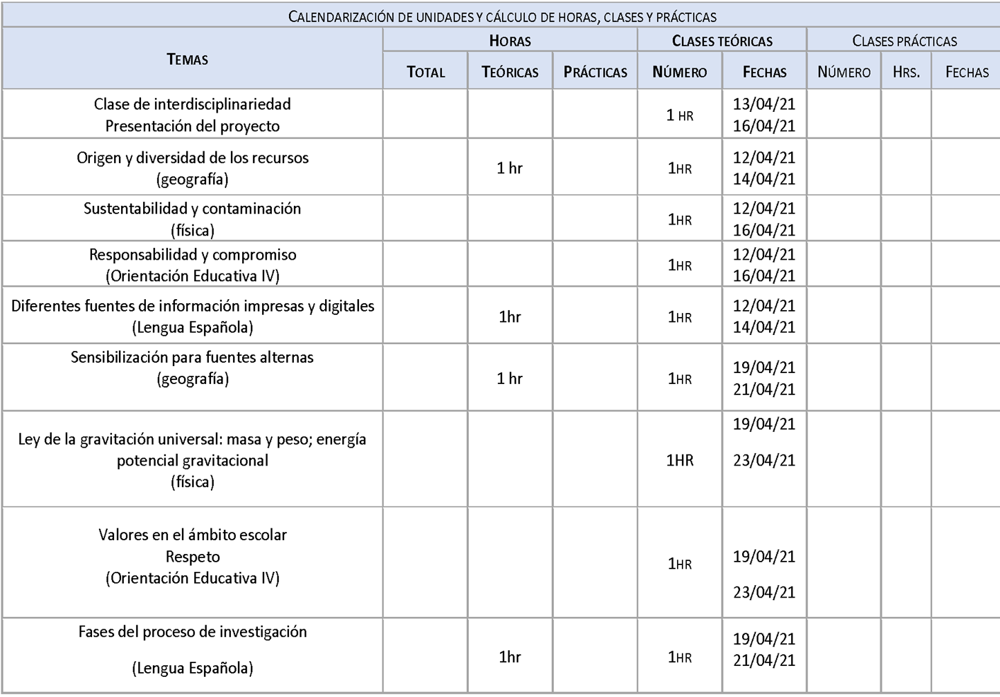 CALENDARIZACIÓN DE UNIDADES Y CÁLCULO DE HORAS, CLASES Y PRÁCTICAS
TEMAS
HORAS
CLASES TEÓRICAS
CLASES PRÁCTICAS
TOTAL
TEÓRICAS
PRÁCTICAS
NÚMERO
FECHAS
NÚMERO
HRS.
FECHAS
Clase de interdisciplinariedad
Presentación del proyecto
1 HR
13/04/21
16/04/21
Origen y diversidad de los recursos
(geografía)
1 hr
1HR
12/04/21
14/04/21
Sustentabilidad y contaminación
(física)
1HR
12/04/21
16/04/21
Responsabilidad y compromiso
(Orientación Educativa IV)
1HR
12/04/21
16/04/21
Diferentes fuentes de información impresas y digitales
(Lengua Española)
1hr
1HR
12/04/21
14/04/21
Sensibilización para fuentes alternas
(geografía)
1 hr
1HR
19/04/21
21/04/21
Ley de la gravitación universal: masa y peso; energía
potencial gravitacional
(física)
1HR
19/04/21
23/04/21
Valores en el ámbito escolar
Respeto
(Orientación Educativa IV)
1HR
19/04/21
23/04/21
Fases del proceso de investigación
(Lengua Española)
1hr
1HR
19/04/21
21/04/21